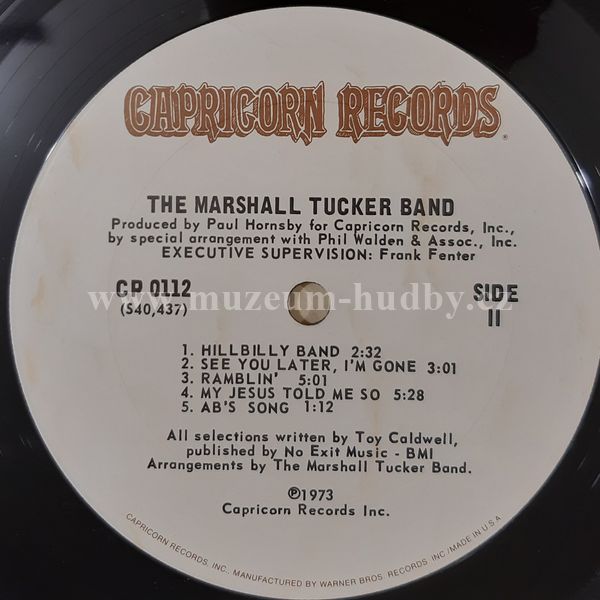 CAPRICORN RECORDS®
THE MARSHALL TUCKER BAND
Produced by Paul Hornsby for Capricorn Records, Inc.,
by special arrangement with Phil Walden & Assoc., Inc.
EXECUTIVE SUPERVISION: Frank Fenter
CP 0112
(S40,437)
SIDE
II
www.muzeum-hudby.cz
1. HILLBILLY BAND 2:32
2. SEE YOU LATER, I'M GONE 3:01
3. RAMBLIN' 5:01
4. MY JESUS TOLD ME SO 5:28
5. AB'S SONG 1:12
All selections written by Toy Caldwell,
published by No Exit Music - BMI
Arrangements by The Marshall Tucker Band.
℗1973
Capricorn Records Inc.
CAPRICORN RECORDS, INC., MANUFACTURED BY WARNER BROS. RECORDS, INC./MADE IN U.S.A